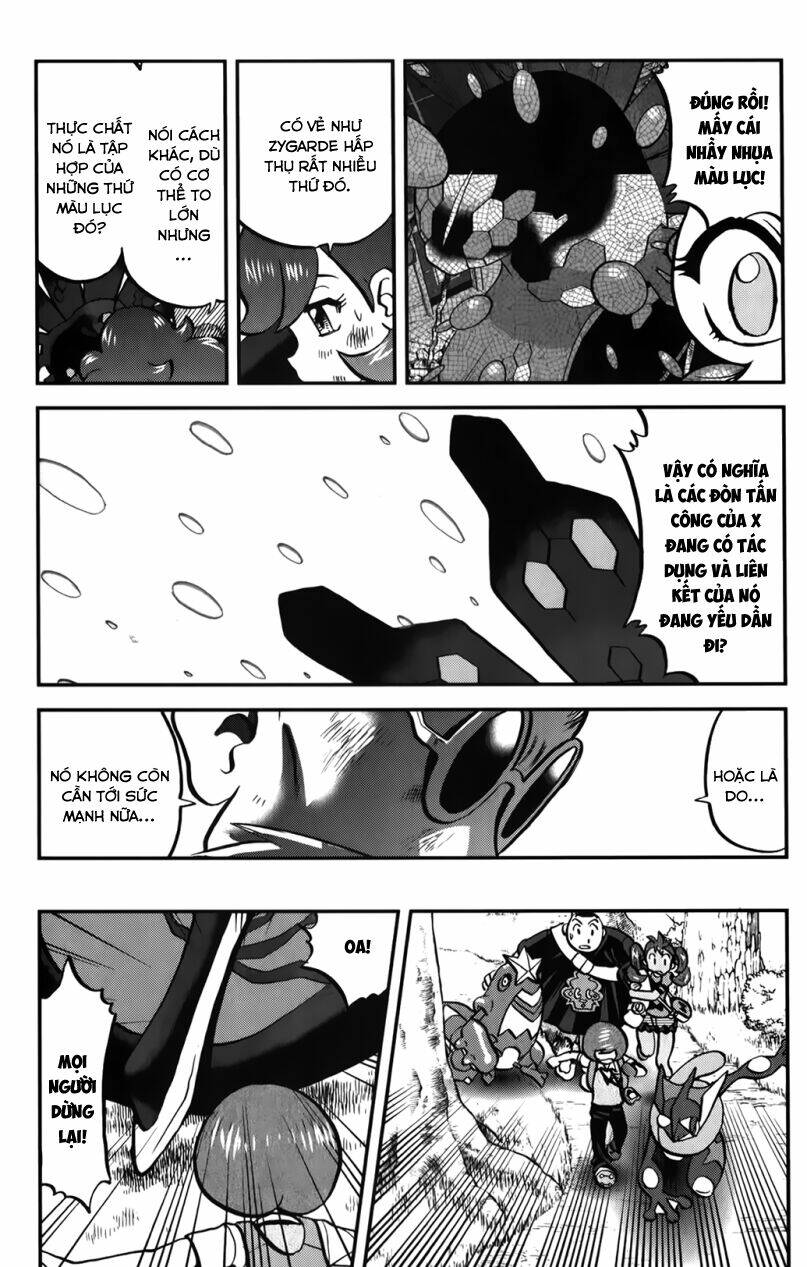 ĐÚNG RỒI!
MẤY CÁI
NHẦY NHỤA
MÀU LỤC!
CÓ VẺ NHƯ
ZYGARDE HẤP
THỤ RẤT NHIỀU
THỨ ĐÓ.
NÓI CÁCH
KHÁC, DÙ
CÓ CƠ
THỂ TO
LỚN
NHƯNG
...
THỰC CHẤT
NÓ LÀ TẬP
HỢP CỦA
NHỮNG THỨ
MÀU LỤC
ĐÓ?
VẬY CÓ NGHĨA
LÀ CÁC ĐÒN TẤN
CÔNG CỦA X
ĐANG CÓ TÁC
DỤNG VÀ LIÊN
KẾT CỦA NÓ
ĐANG YẾU DẦN
ĐI?
HOẶC LÀ
DO...
NÓ KHÔNG CÒN
CẦN TỚI SỨC
MẠNH NỮA...
OA!
MỌI
NGƯỜI
DỪNG
LẠI!